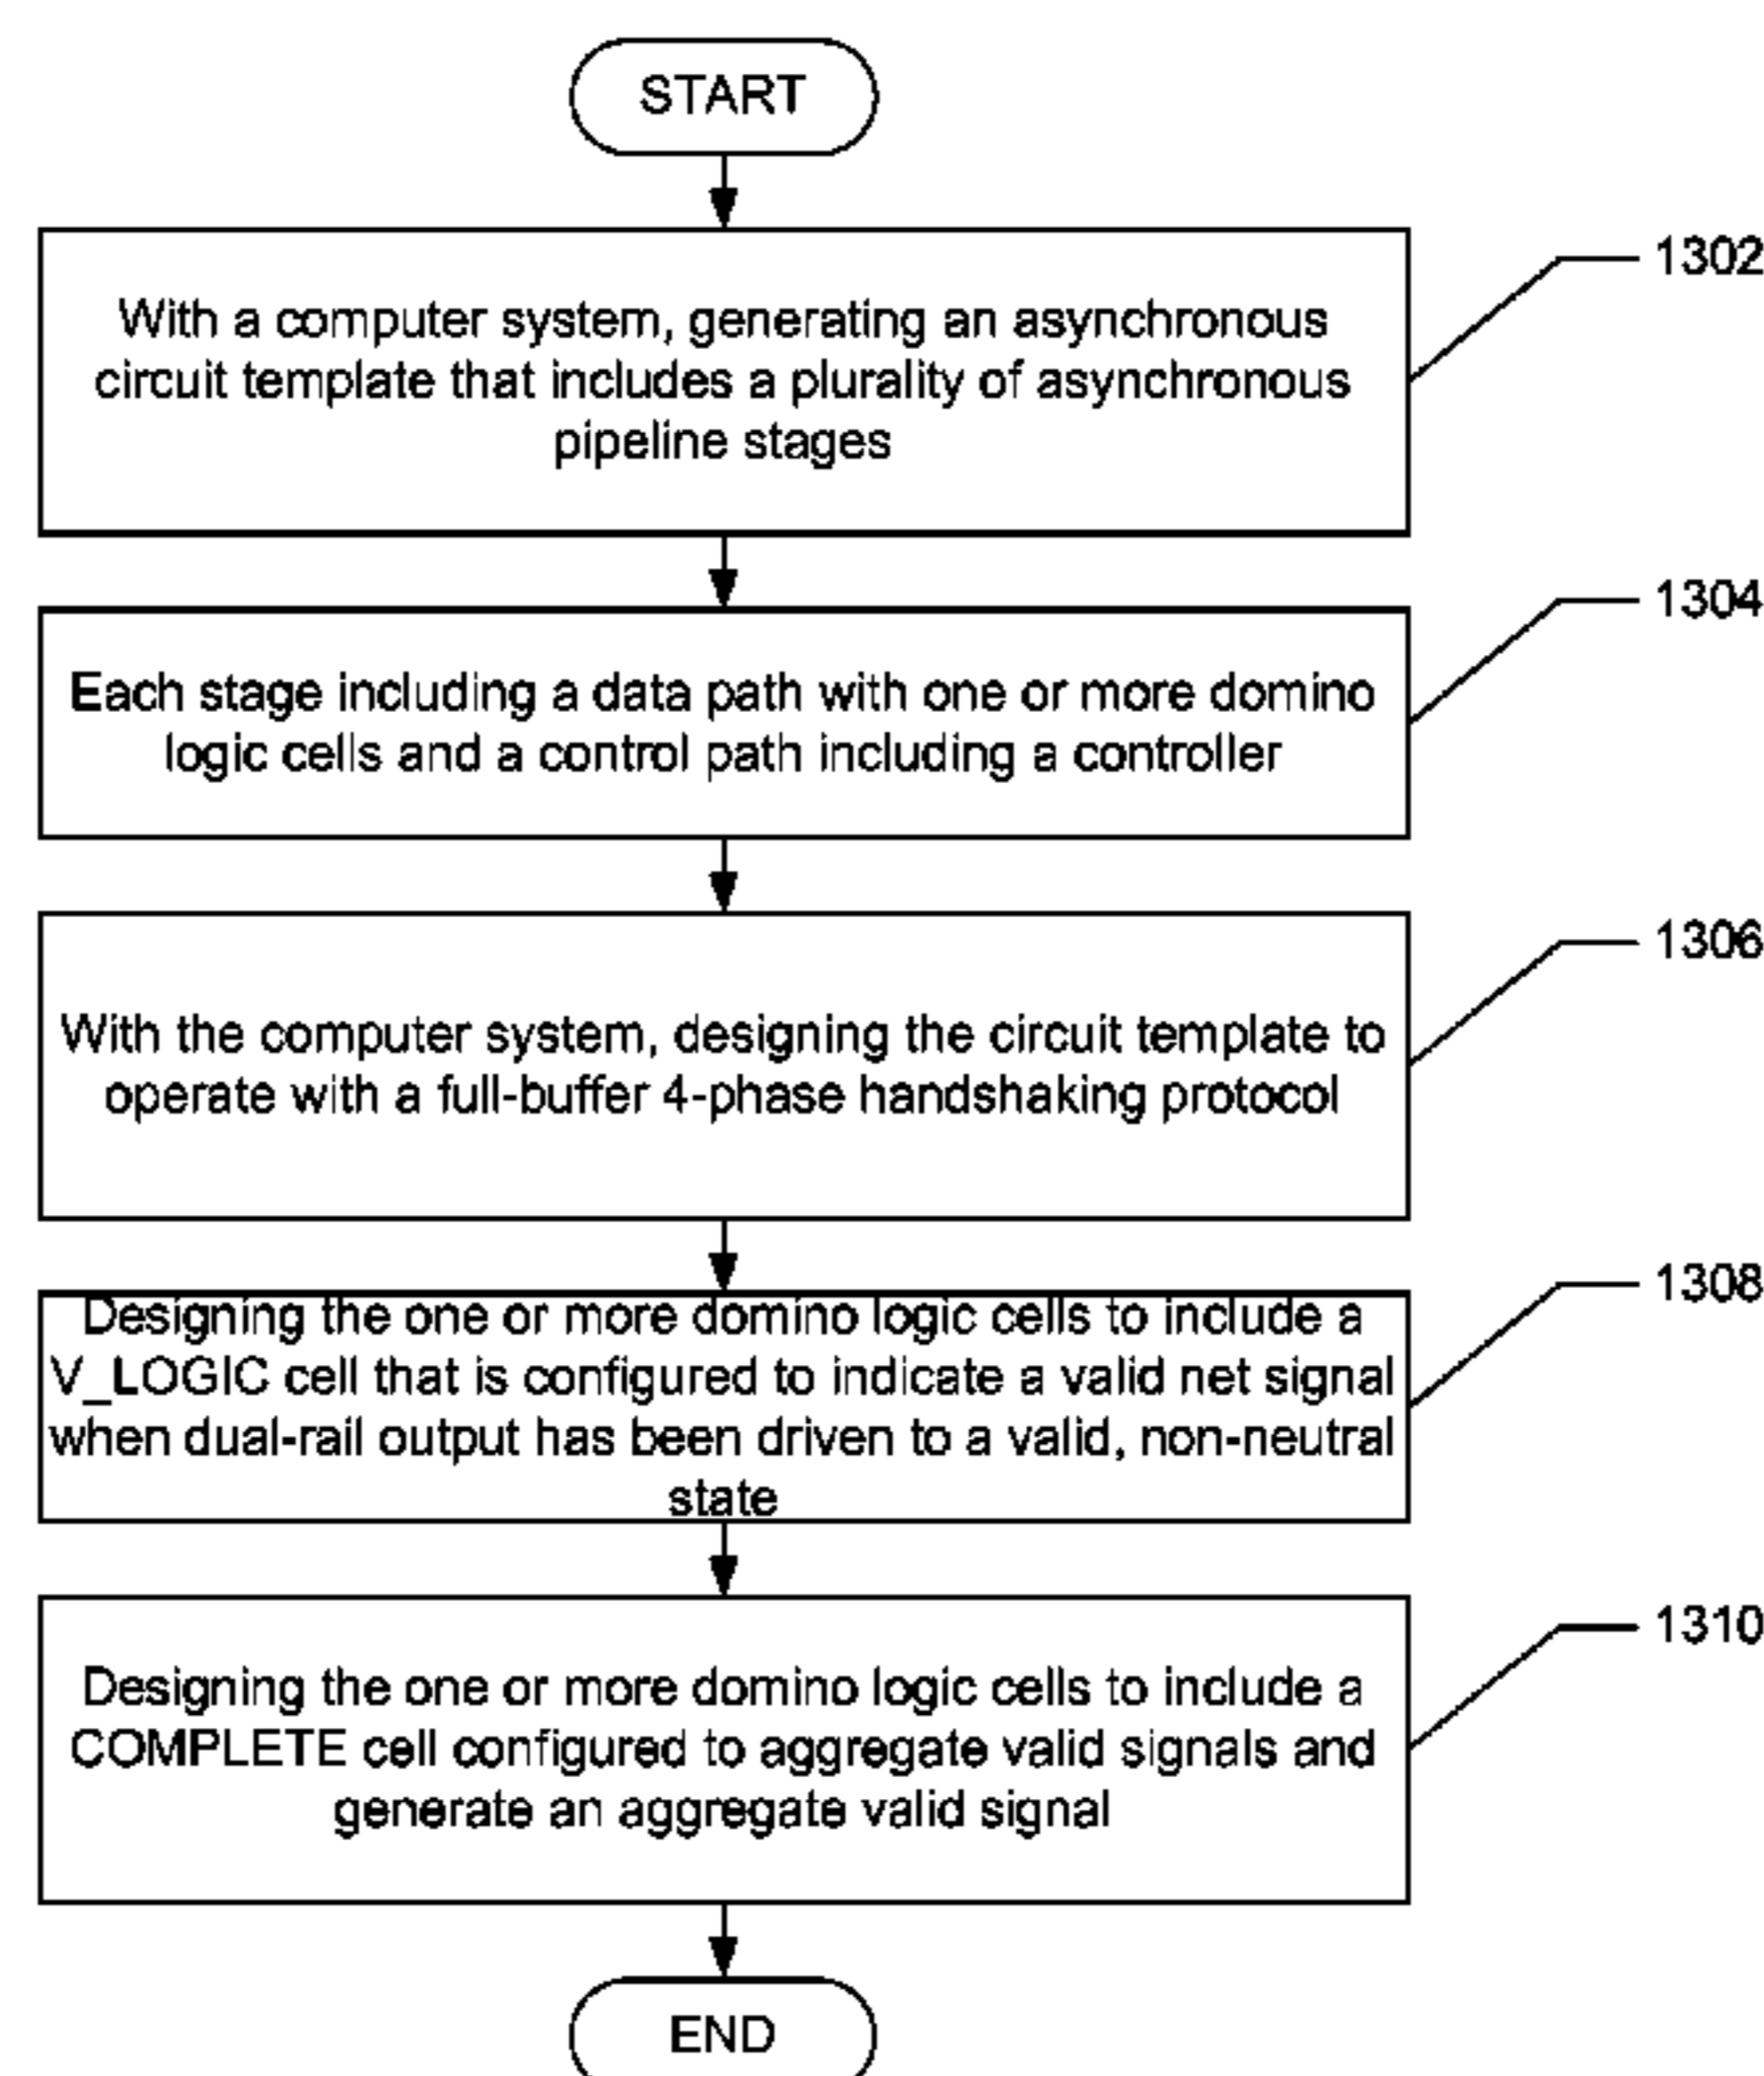 START
With a computer system, generating an asynchronous
circuit template that includes a plurality of asynchronous
pipeline stages
1302
Each stage including a data path with one or more domino
logic cells and a control path including a controller
1304
With the computer system, designing the circuit template to
operate with a full-buffer 4-phase handshaking protocol
1306
Designing the one or more domino logic cells to include a
V_LOGIC cell that is configured to indicate a valid net signal
when dual-rail output has been driven to a valid, non-neutral
state
1308
Designing the one or more domino logic cells to include a
COMPLETE cell configured to aggregate valid signals and
generate an aggregate valid signal
1310
END